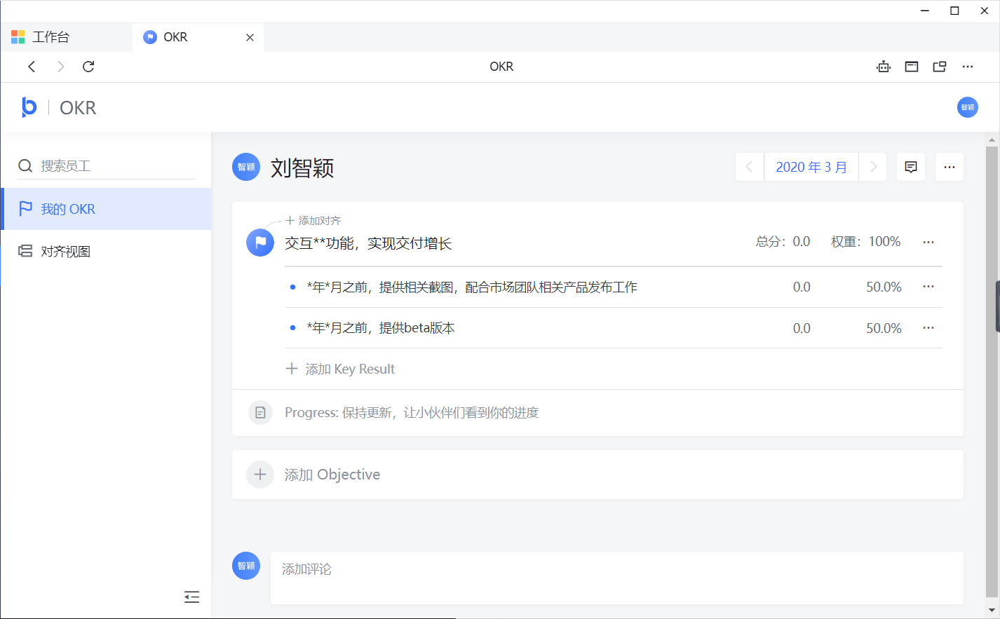 工作台
OKR
OKR
OKR
智颖
搜索员工
我的 OKR
对齐视图
智颖
刘智颖
2020 年 3 月
添加对齐
交互**功能，实现交付增长
总分：0.0
权重：100%
*年*月之前，提供相关截图，配合市场团队相关产品发布工作
0.0
50.0%
*年*月之前，提供beta版本
0.0
50.0%
添加 Key Result
Progress: 保持更新，让小伙伴们看到你的进度
添加 Objective
智颖
添加评论